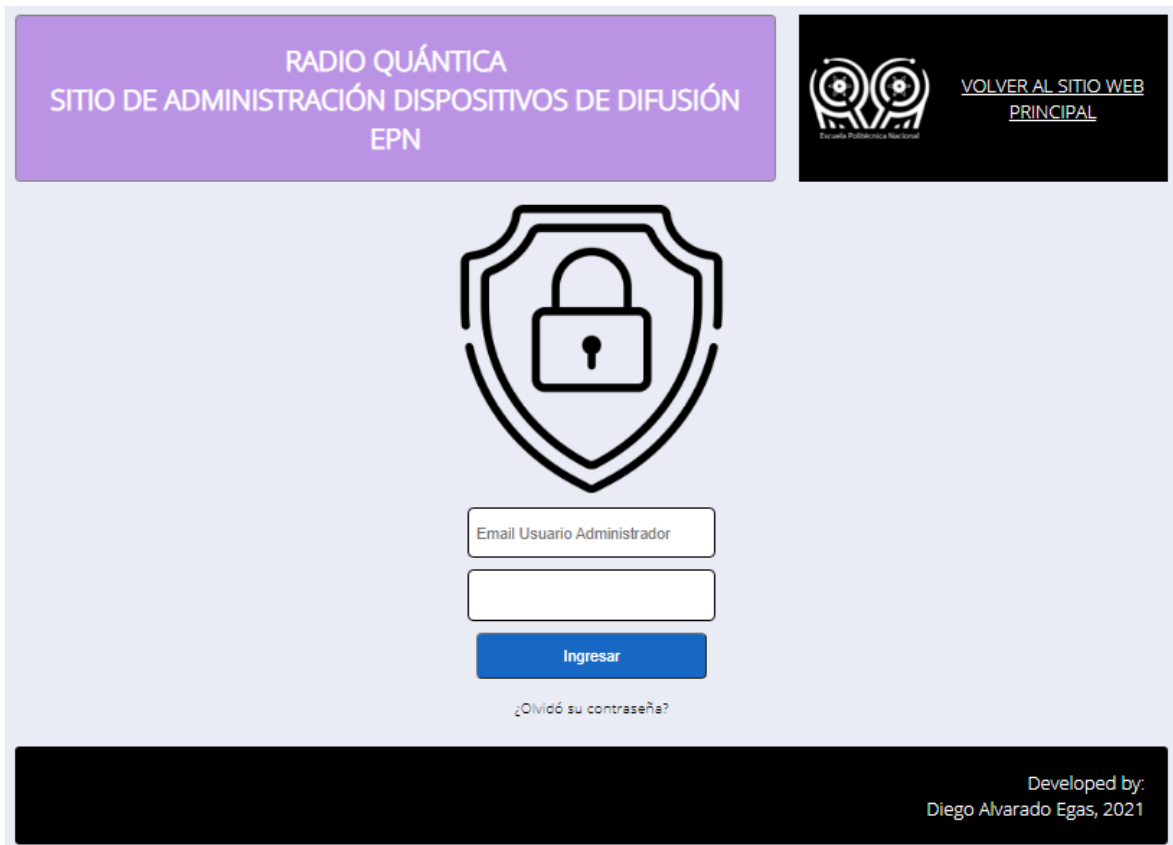 RADIO QUÁNTICA
SITIO DE ADMINISTRACIÓN DISPOSITIVOS DE DIFUSIÓN
EPN
Escuela Politécnica Nacional
VOLVER AL SITIO WEB
PRINCIPAL
Email Usuario Administrador
Ingresar
¿Olvidó su contraseña?
Developed by:
Diego Alvarado Egas, 2021